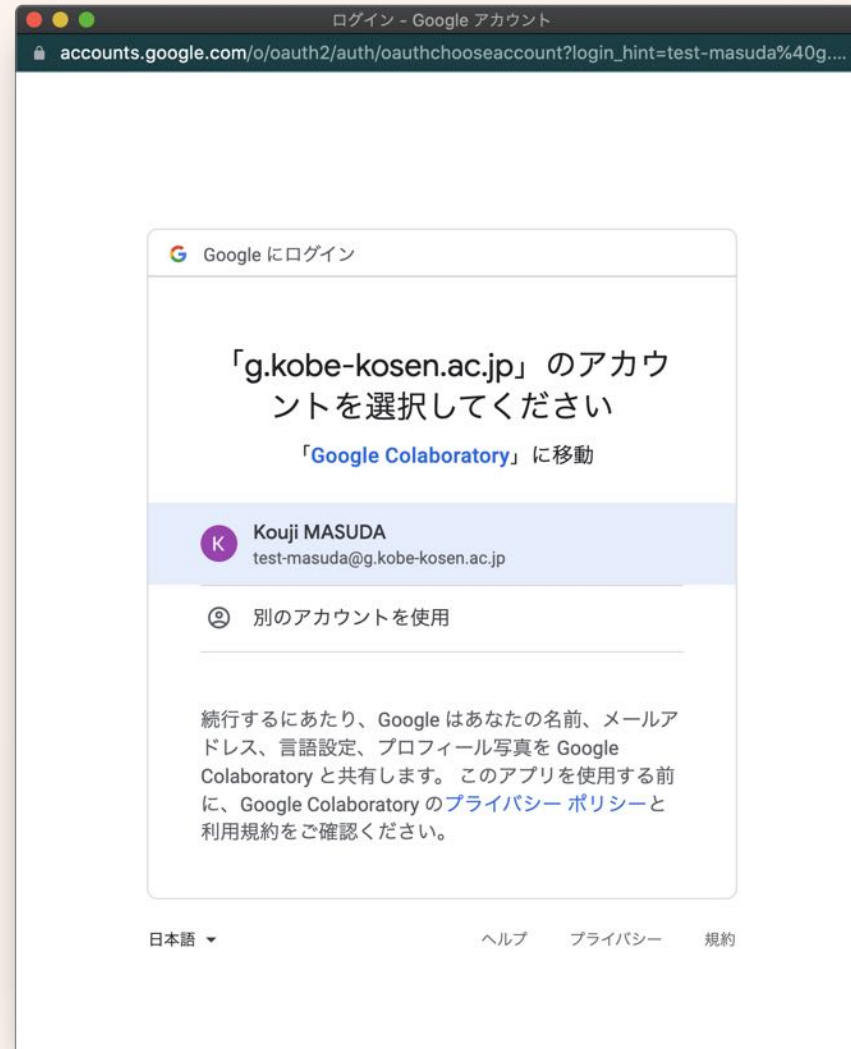 ログイン - Google アカウント
accounts.google.com/o/oauth2/auth/oauthchooseaccount?login_hint=test-masuda%40g....
G Google にログイン
「g.kobe-kosen.ac.jp」のアカウ
ントを選択してください
「Google Colaboratory」に移動
K
Kouji MASUDA
test-masuda@g.kobe-kosen.ac.jp
別のアカウントを使用
続行するにあたり、Google はあなたの名前、メールア
ドレス、言語設定、プロフィール写真を Google
Colaboratory と共有します。 このアプリを使用する前
に、Google Colaboratory のプライバシー ポリシーと
利用規約をご確認ください。
日本語 ヘルプ プライバシー 規約